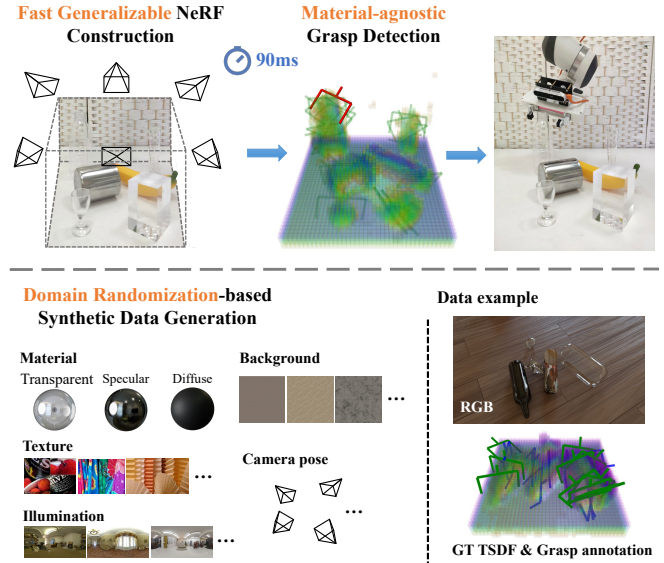 Fast Generalizable NeRF
Construction
Material-agnostic
Grasp Detection
90ms
Domain Randomization-based
Synthetic Data Generation
Material
Transparent
Specular
Diffuse
Background
...
Texture
...
Camera pose
...
Illumination
...
Data example
RGB
GT TSDF & Grasp annotation